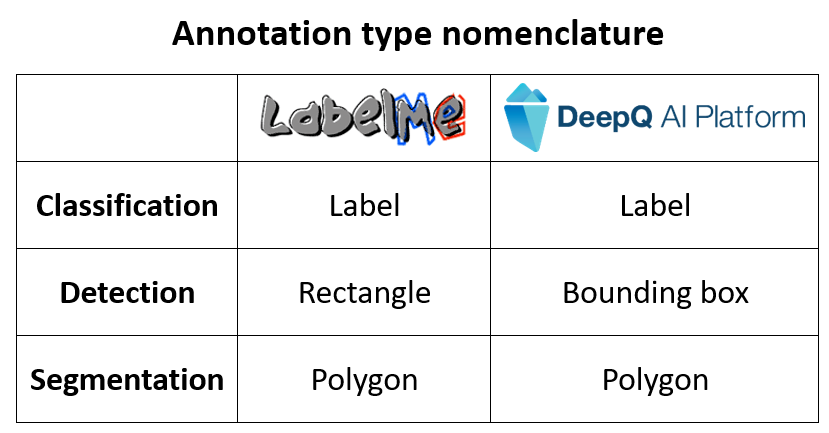 Annotation type nomenclature
LabelMe DeepQ AI Platform
Classification Label Label
Detection Rectangle Bounding box
Segmentation Polygon Polygon